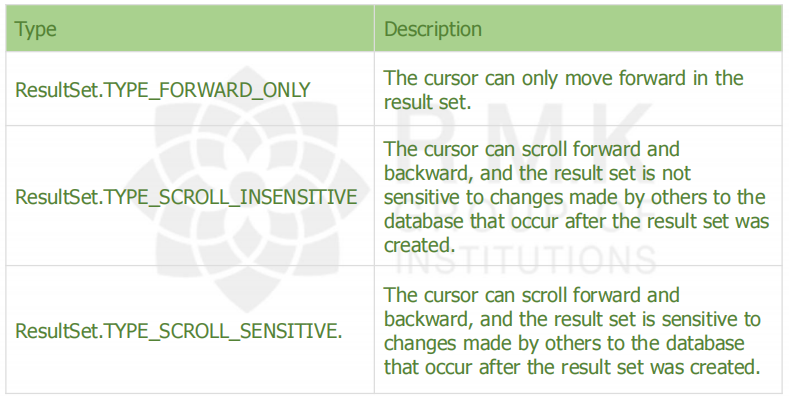 Type
Description
ResultSet.TYPE_FORWARD_ONLY
The cursor can only move forward in the
result set.
ResultSet.TYPE_SCROLL_INSENSITIVE
The cursor can scroll forward and
backward, and the result set is not
sensitive to changes made by others to the
database that occur after the result set was
created.
ResultSet.TYPE_SCROLL_SENSITIVE.
The cursor can scroll forward and
backward, and the result set is sensitive to
changes made by others to the database
that occur after the result set was created.
RMK
GROUP OF
INSTITUTIONS